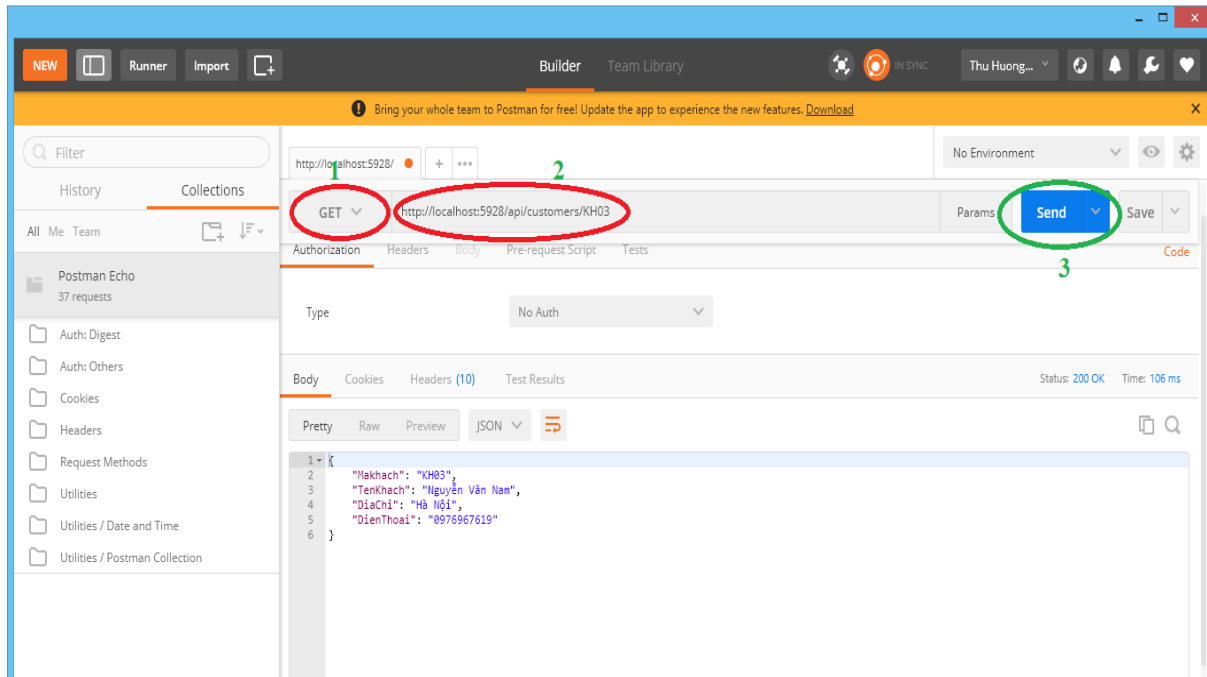 NEW Runner Import Builder Team Library IN SYNC Thu Huong...
Bring your whole team to Postman for free! Update the app to experience the new features. Download
Filter
History Collections
All Me Team
Postman Echo
37 requests
Auth: Digest
Auth: Others
Cookies
Headers
Request Methods
Utilities
Utilities / Date and Time
Utilities / Postman Collection
http://localhost:5928/ + No Environment
1 2
GET http://localhost:5928/api/customers/KH03 Params Send Save
3
Authorization Headers Body Pre-request Script Tests Code
Type No Auth
Body Cookies Headers (10) Test Results Status: 200 OK Time: 106 ms
Pretty Raw Preview JSON
1 {
2 "Makhach": "KH03",
3 "TenKhach": "Nguyễn Văn Nam",
4 "DiaChi": "Hà Nội",
5 "DienThoai": "0976967619"
6 }